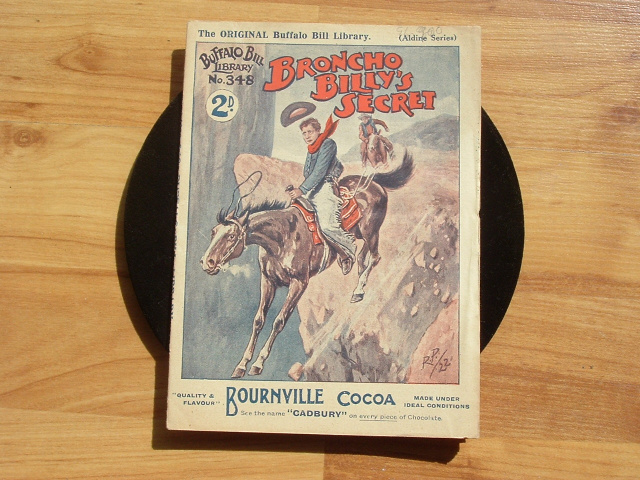 The ORIGINAL Buffalo Bill Library.
(Aldine Series)
BUFFALO BILL
LIBRARY
No. 348
2D.
BRONCHO
BILLY'S
SECRET
R.P./22
"QUALITY &
FLAVOUR"
BOURNVILLE COCOA
MADE UNDER
IDEAL CONDITIONS
See the name "CADBURY" on every piece of Chocolate.